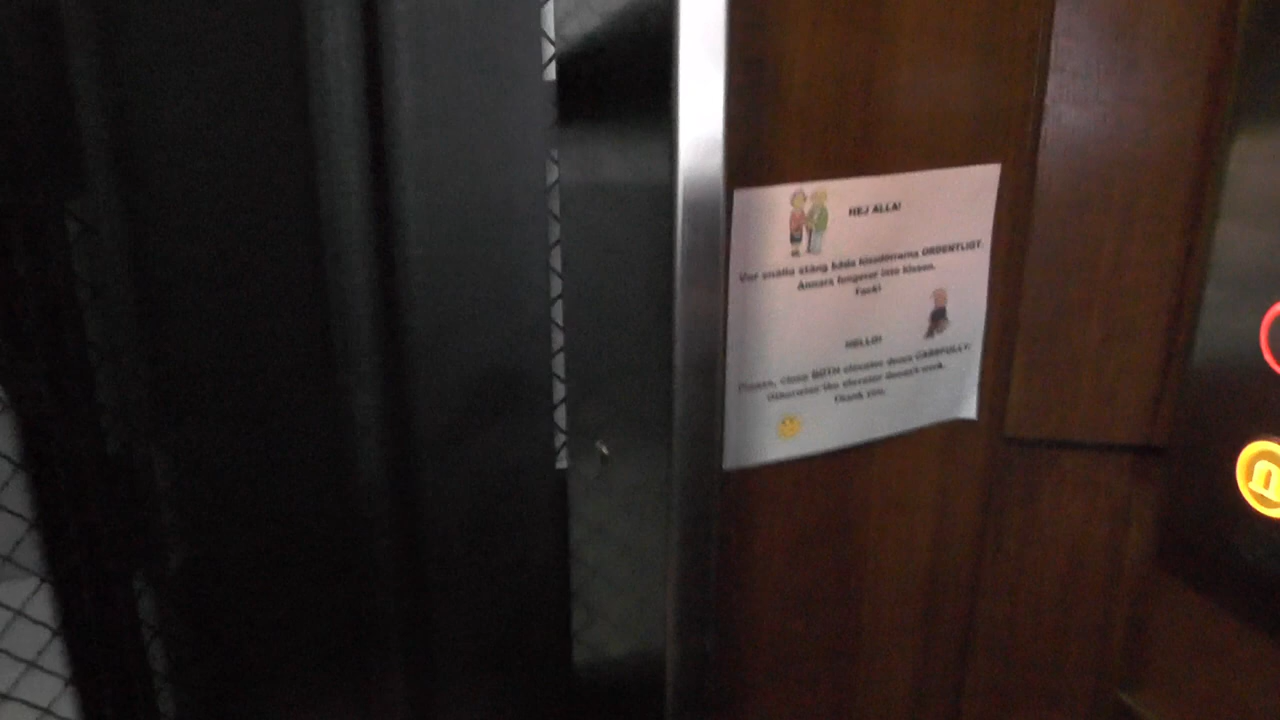 HEJ ALLA!
Var snälla stäng båda hissdörrarna ORDENTLIGT.
Annars fungerar inte hissen.
Tack!
HELLO!
Please, close BOTH elevator doors CAREFULLY;
Otherwise the elevator doesn't work.
Thank you.